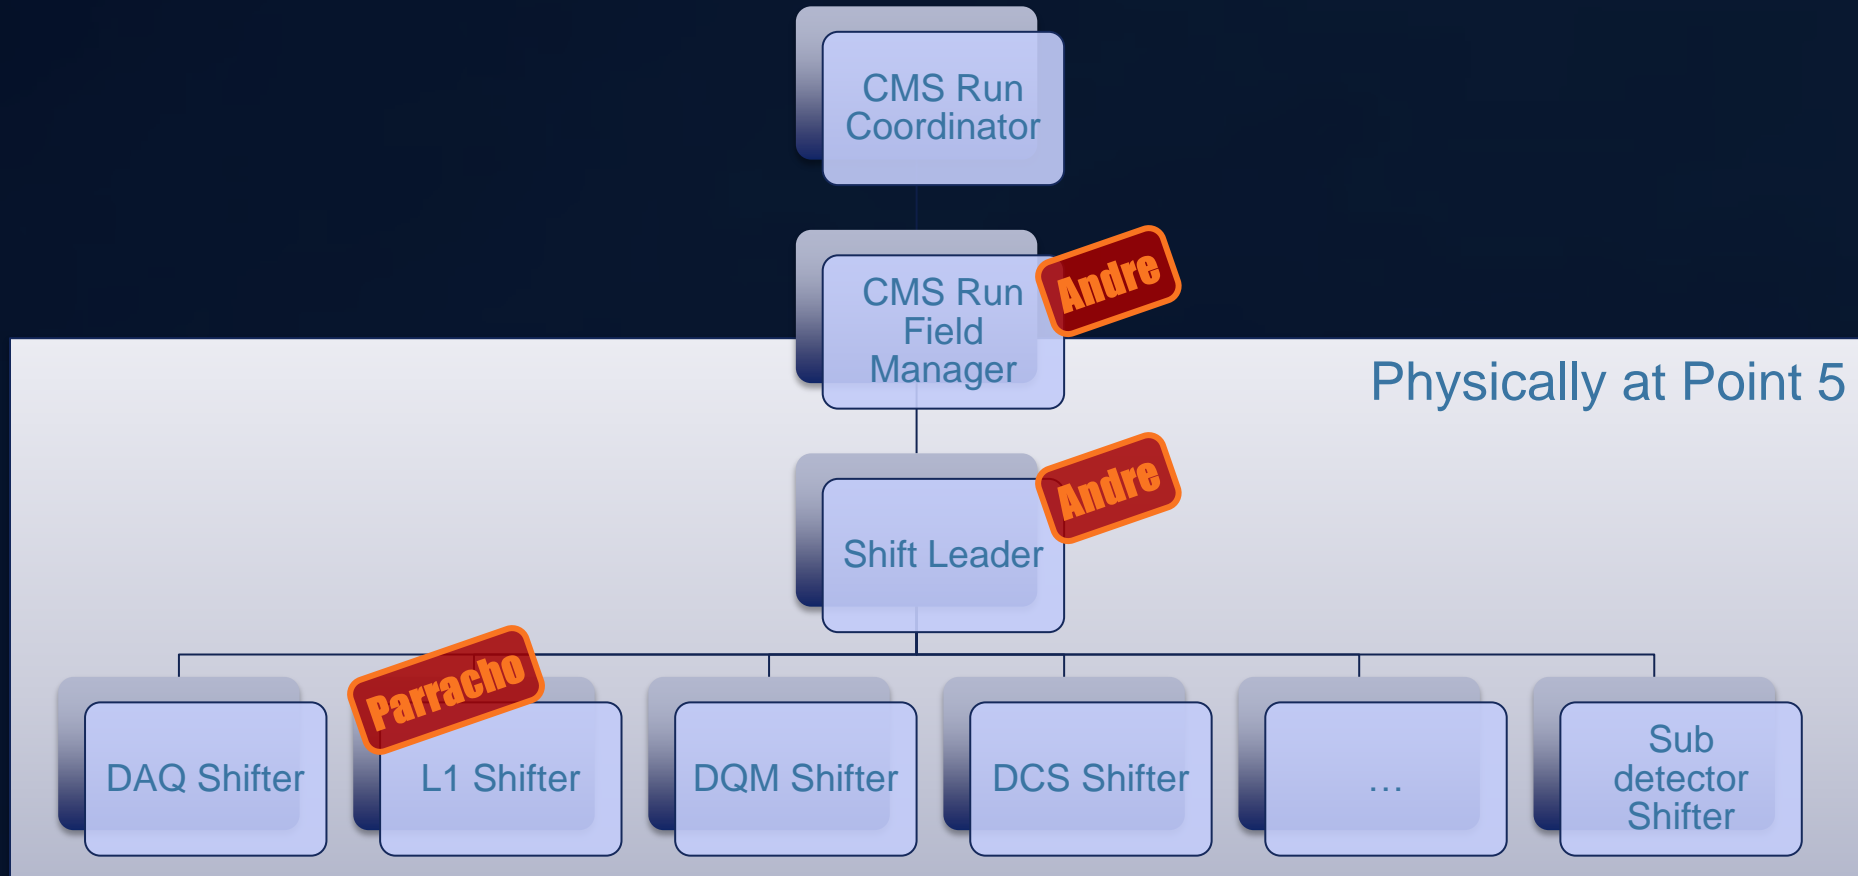 CMS Run
Coordinator
CMS Run
Field
Manager
Andre
Physically at Point 5
Shift Leader
Andre
Parracho
DAQ Shifter
L1 Shifter
DQM Shifter
DCS Shifter
…
Sub
detector
Shifter